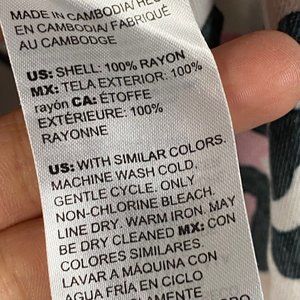 MADE IN CAMBODIA/
EN CAMBODIA/ FABRIQUÉ
AU CAMBODGE
US: SHELL: 100% RAYON
MX: TELA EXTERIOR: 100%
rayón CA: ÉTOFFE
EXTÉRIEURE: 100%
RAYONNE
US: WITH SIMILAR COLORS.
MACHINE WASH COLD.
GENTLE CYCLE. ONLY
NON-CHLORINE BLEACH.
LINE DRY. WARM IRON. MAY
BE DRY CLEANED MX: CON
COLORES SIMILARES.
LAVAR A MÁQUINA CON
AGUA FRÍA EN CICLO